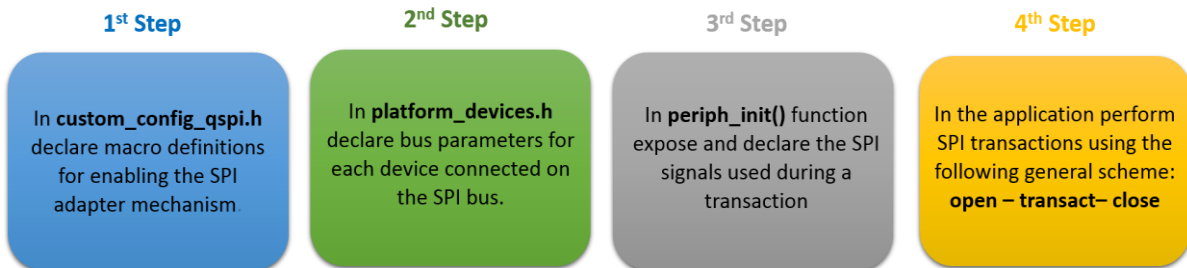 1st Step
In custom_config_qspi.h
declare macro definitions
for enabling the SPI
adapter mechanism.
2nd Step
In platform_devices.h
declare bus parameters for
each device connected on
the SPI bus.
3rd Step
In periph_init() function
expose and declare the SPI
signals used during a
transaction
4th Step
In the application perform
SPI transactions using the
following general scheme:
open – transact– close